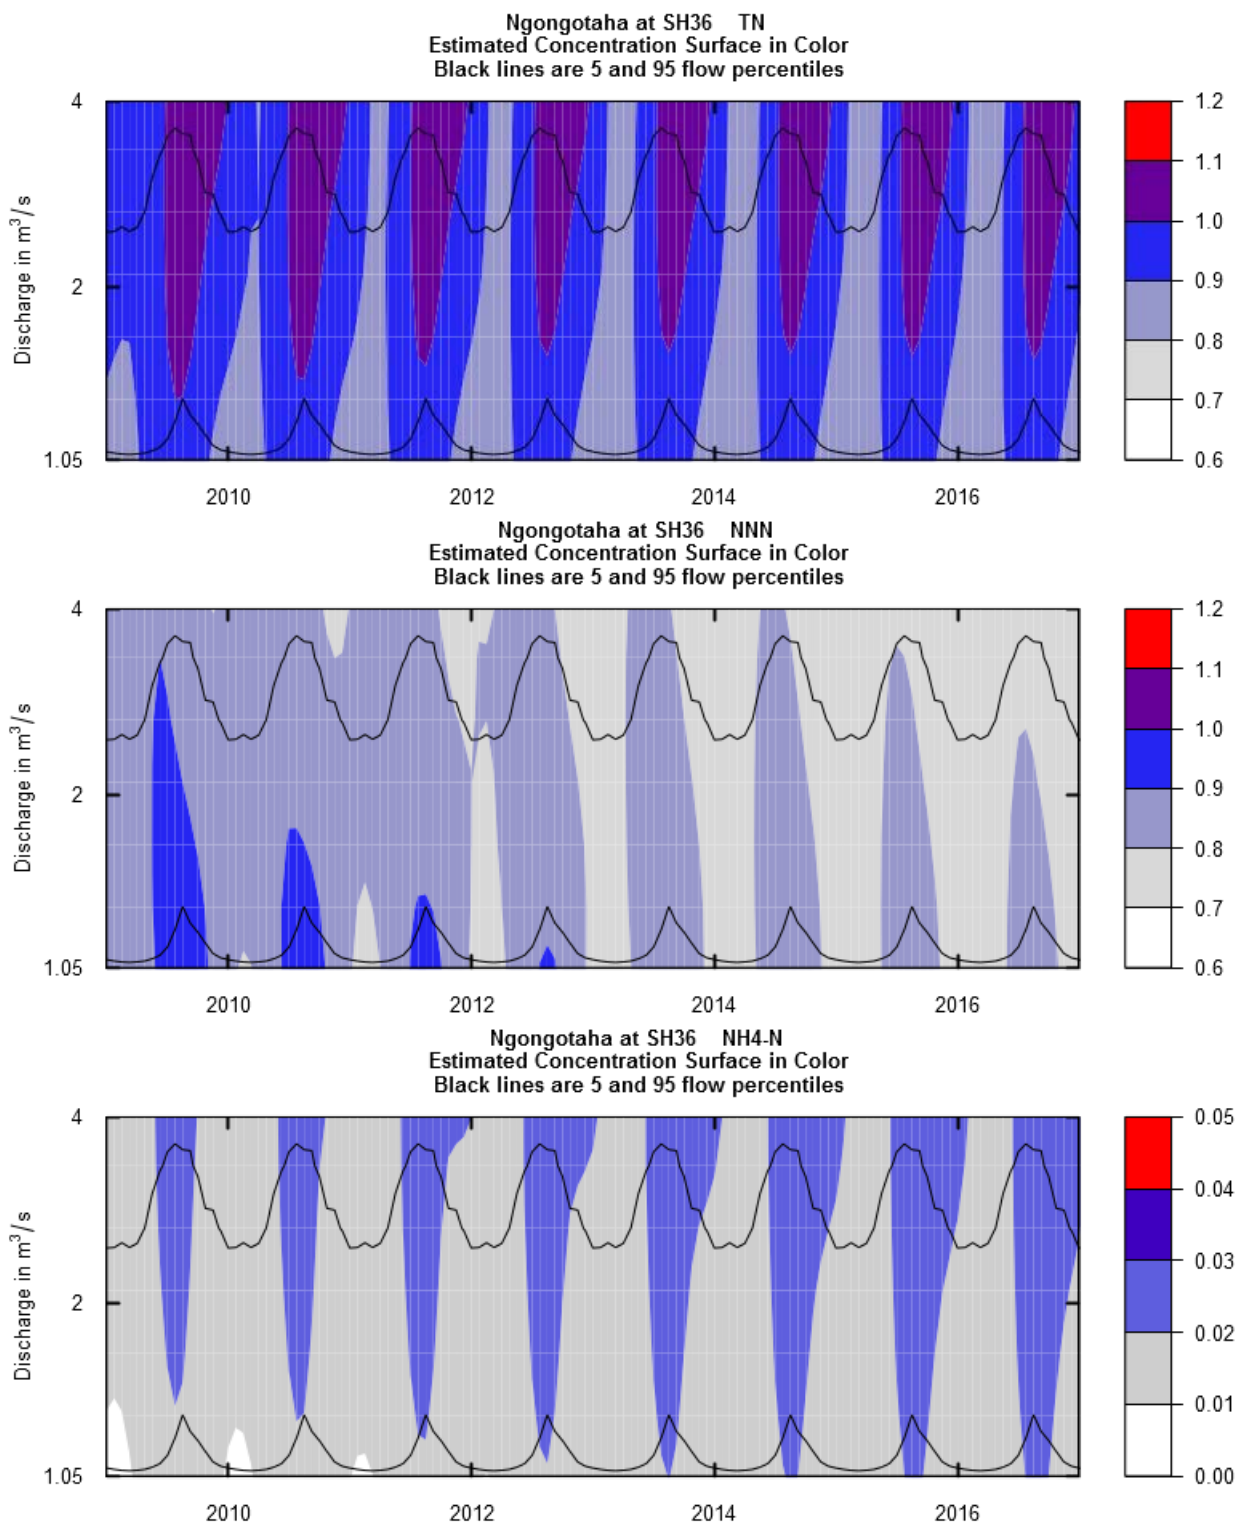 Ngongotaha at SH36 TN
Estimated Concentration Surface in Color
Black lines are 5 and 95 flow percentiles
Discharge in m³/s
4
2
1.05
2010 2012 2014 2016
1.2
1.1
1.0
0.9
0.8
0.7
0.6
Ngongotaha at SH36 NNN
Estimated Concentration Surface in Color
Black lines are 5 and 95 flow percentiles
Discharge in m³/s
4
2
1.05
2010 2012 2014 2016
1.2
1.1
1.0
0.9
0.8
0.7
0.6
Ngongotaha at SH36 NH4-N
Estimated Concentration Surface in Color
Black lines are 5 and 95 flow percentiles
Discharge in m³/s
4
2
1.05
2010 2012 2014 2016
0.05
0.04
0.03
0.02
0.01
0.00